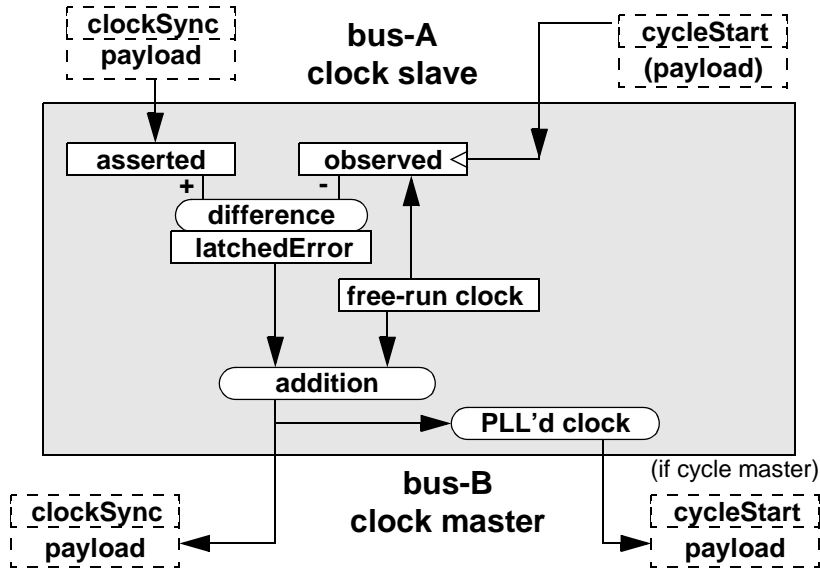 clockSync
payload
bus-A
clock slave
cycleStart
(payload)
asserted
observed
+
-
difference
latchedError
free-run clock
addition
PLL'd clock
(if cycle master)
bus-B
clock master
clockSync
payload
cycleStart
payload